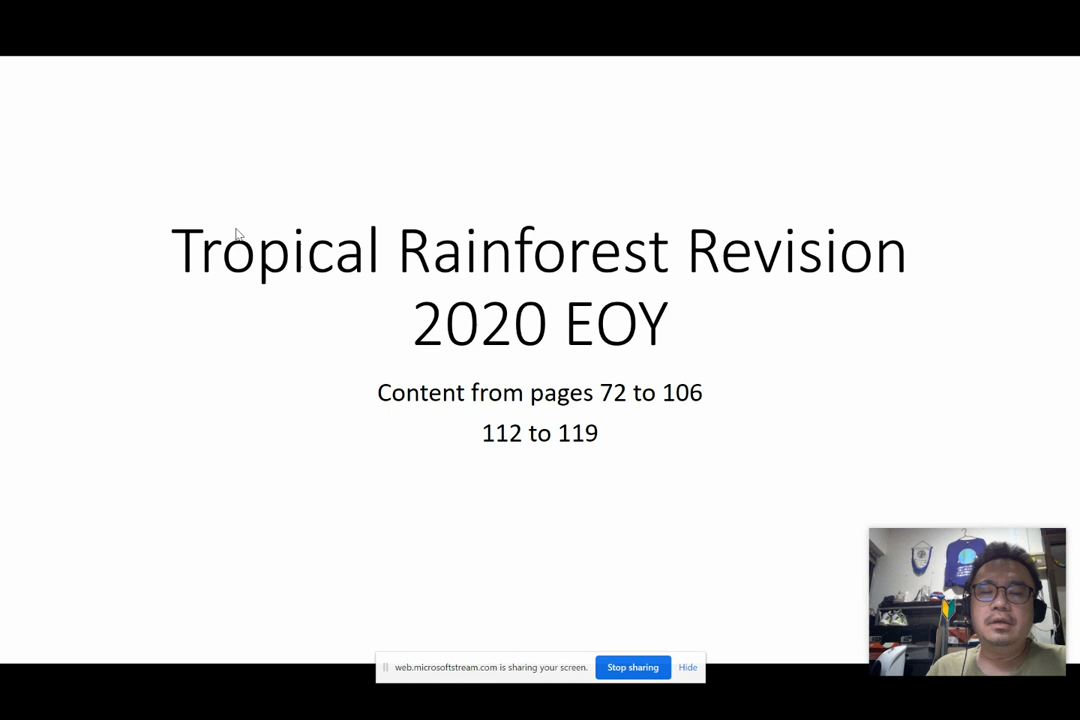 Tropical Rainforest Revision
2020 EOY
Content from pages 72 to 106
112 to 119
web.microsoftstream.com is sharing your screen.
Stop sharing
Hide